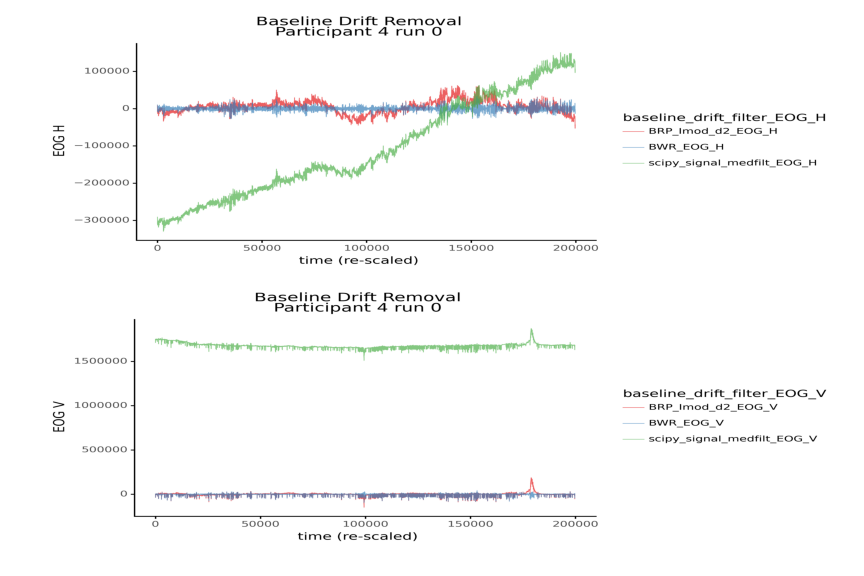 Baseline Drift Removal
Participant 4 run 0
100000
0
−100000
−200000
−300000
EOG H
0
50000
100000
150000
200000
time (re-scaled)
baseline_drift_filter_EOG_H
BRP_lmod_d2_EOG_H
BWR_EOG_H
scipy_signal_medfilt_EOG_H
Baseline Drift Removal
Participant 4 run 0
1500000
1000000
500000
0
EOG V
0
50000
100000
150000
200000
time (re-scaled)
baseline_drift_filter_EOG_V
BRP_lmod_d2_EOG_V
BWR_EOG_V
scipy_signal_medfilt_EOG_V